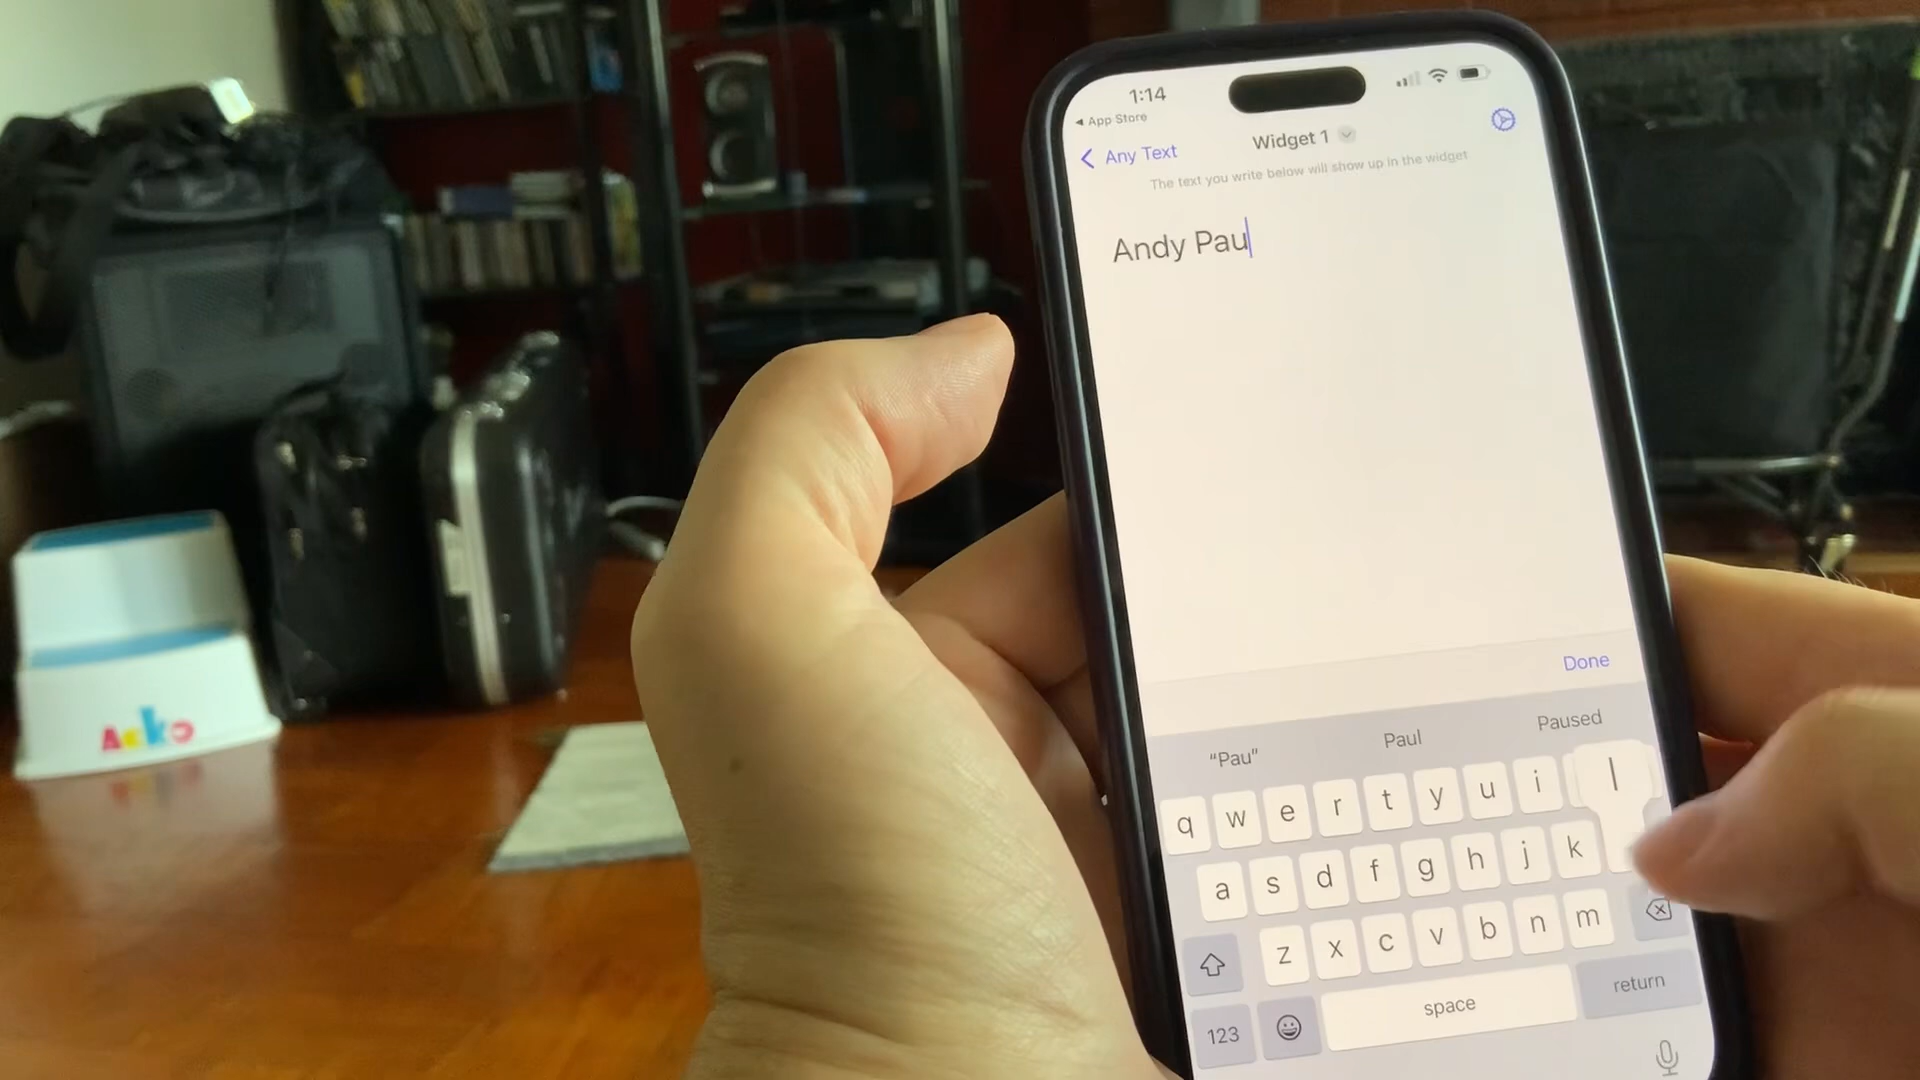 1:14
App Store
Any Text
Widget 1
The text you write below will show up in the widget
Andy Pau
Done
"Pau" Paul Paused
q w e r t y u i l
a s d f g h j k
z x c v b n m
123 space return
Acko